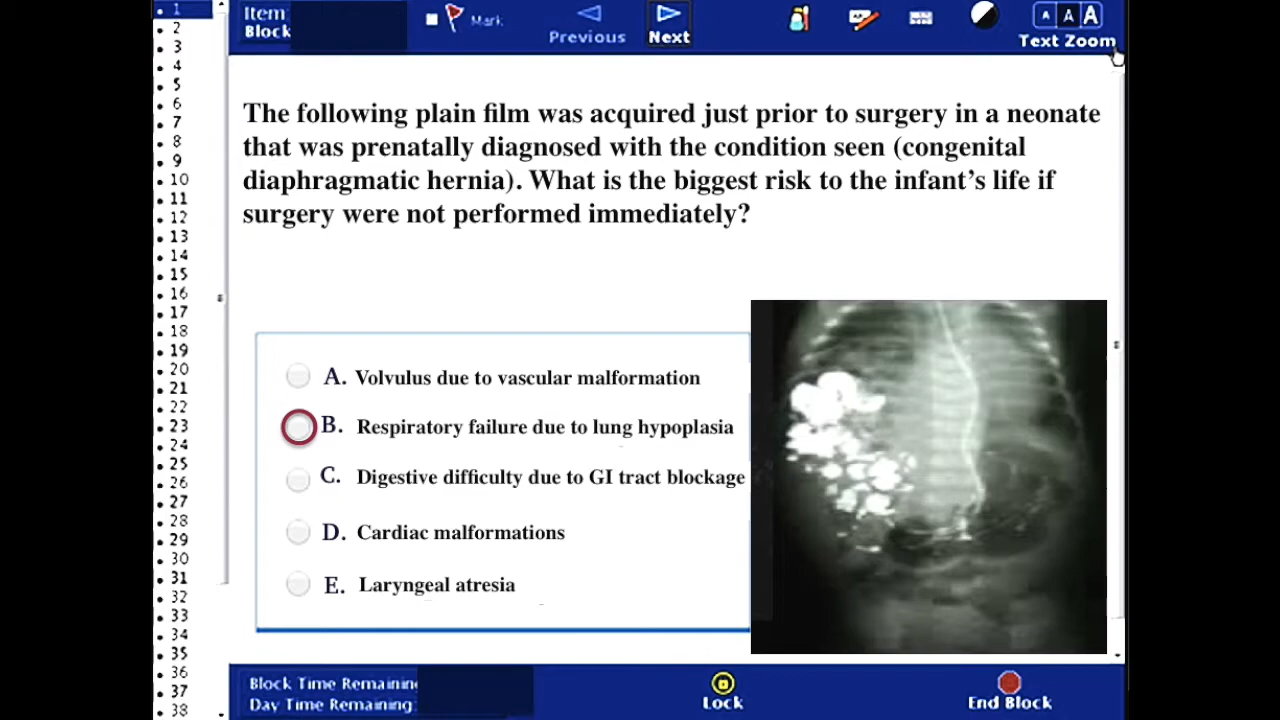 Item
Block
Mark
Previous
Next
A A A
Text Zoom
1
2
3
4
5
6
7
8
9
10
11
12
13
14
15
16
17
18
19
20
21
22
23
24
25
26
27
28
29
30
31
32
33
34
35
36
37
38
The following plain film was acquired just prior to surgery in a neonate
that was prenatally diagnosed with the condition seen (congenital
diaphragmatic hernia). What is the biggest risk to the infant’s life if
surgery were not performed immediately?
A. Volvulus due to vascular malformation
B. Respiratory failure due to lung hypoplasia
C. Digestive difficulty due to GI tract blockage
D. Cardiac malformations
E. Laryngeal atresia
Block Time Remainin
Day Time Remaining
Lock
End Block